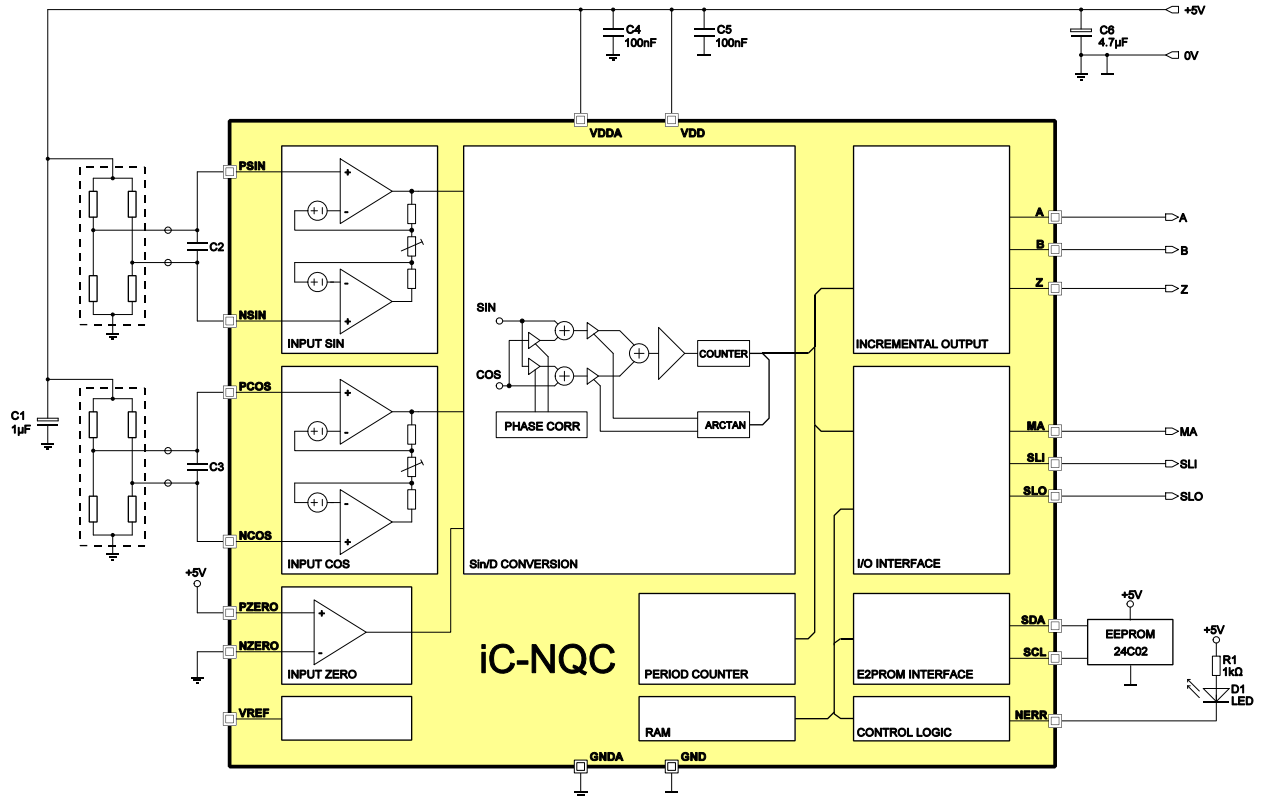 +5V
C4
100nF
C5
100nF
C6
4.7µF
0V
VDDA
VDD
PSIN
+
-
C2
-
+
NSIN
INPUT SIN
A
A
B
B
Z
Z
SIN
COS
COUNTER
PHASE CORR
ARCTAN
INCREMENTAL OUTPUT
PCOS
+
-
C1
1µF
C3
-
+
NCOS
INPUT COS
Sin/D CONVERSION
MA
MA
SLI
SLI
SLO
SLO
I/O INTERFACE
+5V
PZERO
+
NZERO
-
INPUT ZERO
iC-NQC
PERIOD COUNTER
SDA
SCL
E2PROM INTERFACE
+5V
EEPROM
24C02
+5V
R1
1kΩ
D1
LED
VREF
RAM
CONTROL LOGIC
NERR
GNDA
GND